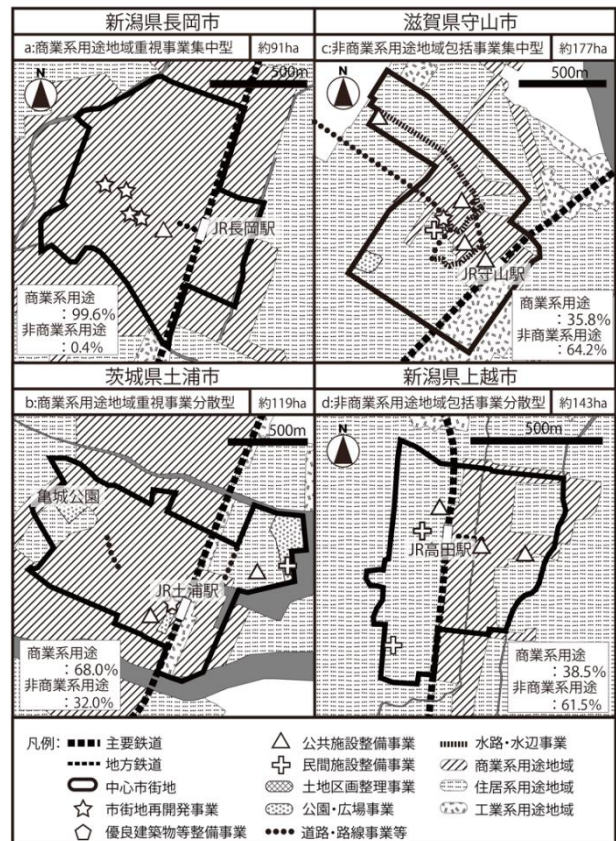 新潟県長岡市
a:商業系用途地域重視事業集中型 約91ha
N
500m
JR長岡駅
商業系用途
:99.6%
非商業系用途
:0.4%
滋賀県守山市
c:非商業系用途地域包括事業集中型 約177ha
N
500m
JR守山駅
商業系用途
:35.8%
非商業系用途
:64.2%
茨城県土浦市
b:商業系用途地域重視事業分散型 約119ha
500m
N
亀城公園
JR土浦駅
商業系用途
:68.0%
非商業系用途
:32.0%
新潟県上越市
d:非商業系用途地域包括事業分散型 約143ha
N
500m
JR高田駅
商業系用途
:38.5%
非商業系用途
:61.5%
凡例: 主要鉄道 公共施設整備事業 水路・水辺事業
地方鉄道 民間施設整備事業 商業系用途地域
中心市街地 土地区画整理事業 住居系用途地域
市街地再開発事業 公園・広場事業 工業系用途地域
優良建築物等整備事業 道路・路線事業等